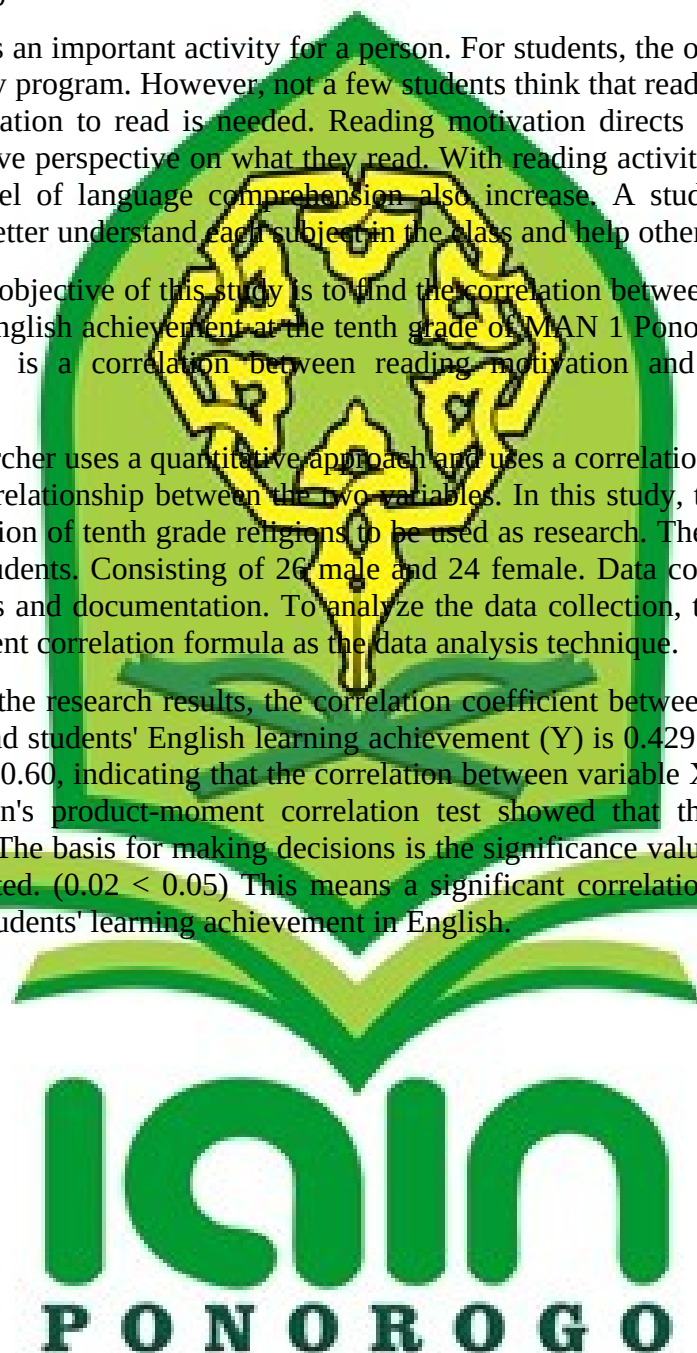 s an important activity for a person. For students, the o
y program. However, not a few students think that read
ation to read is needed. Reading motivation directs
ve perspective on what they read. With reading activit
el of language comprehension also increase. A stud
etter understand each subject in the class and help other
objective of this study is to find the correlation between
nglish achievement at the tenth grade of MAN 1 Pono
is a correlation between reading motivation and
rcher uses a quantitative approach and uses a correlatio
relationship between the two variables. In this study, t
ion of tenth grade religions to be used as research. The
udents. Consisting of 26 male and 24 female. Data co
s and documentation. To analyze the data collection, t
ent correlation formula as the data analysis technique.
the research results, the correlation coefficient betwee
nd students' English learning achievement (Y) is 0.429
0.60, indicating that the correlation between variable X
n's product-moment correlation test showed that th
The basis for making decisions is the significance valu
ted. (0.02 < 0.05) This means a significant correlatio
udents' learning achievement in English.
iain
PONOROGO